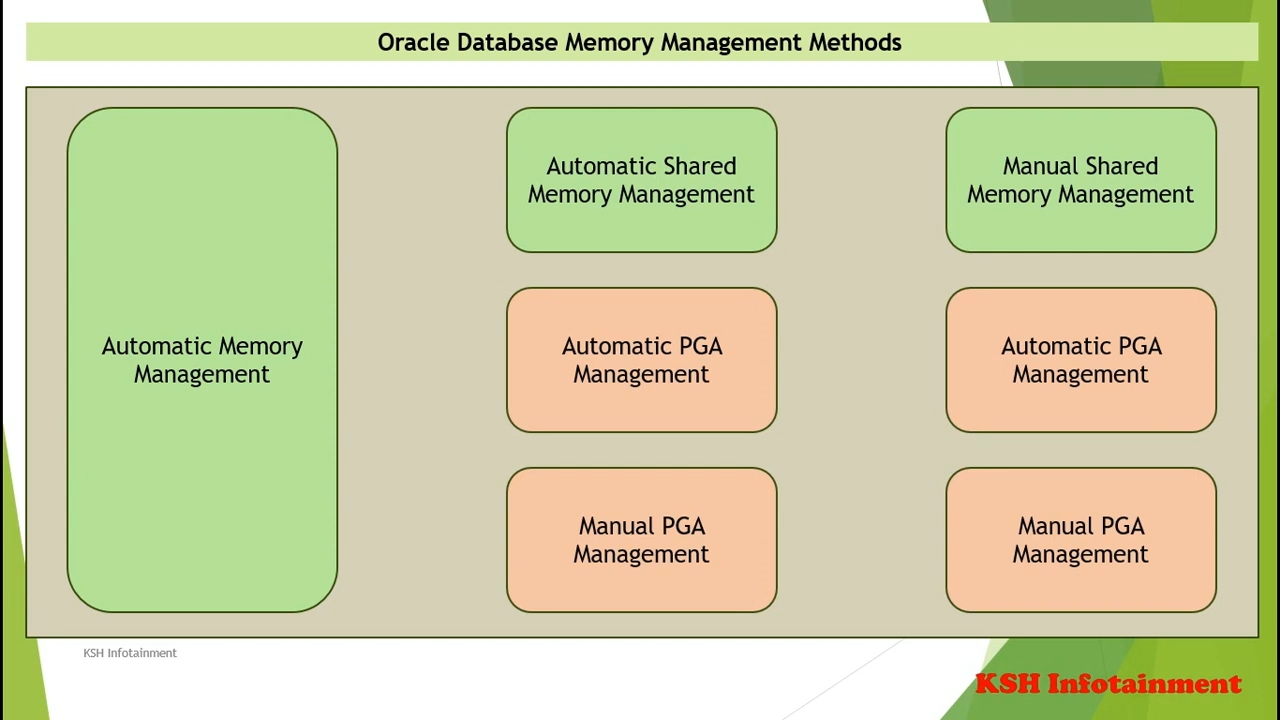 Oracle Database Memory Management Methods
Automatic Memory
Management
Automatic Shared
Memory Management
Automatic PGA
Management
Manual PGA
Management
Manual Shared
Memory Management
Automatic PGA
Management
Manual PGA
Management
KSH Infotainment
KSH Infotainment